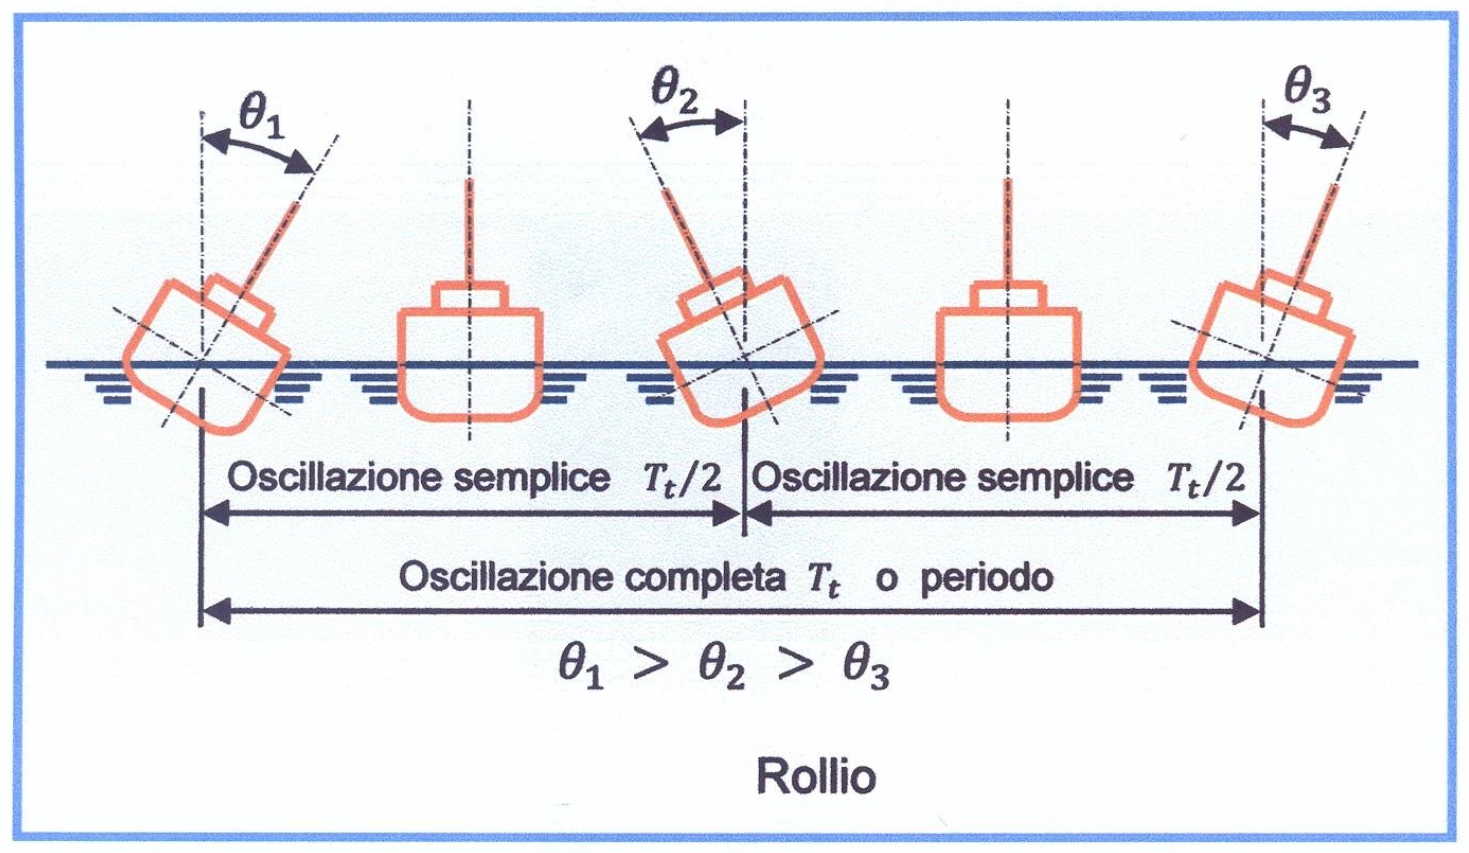 θ₁ θ₂ θ₃
Oscillazione semplice Tₜ/2 Oscillazione semplice Tₜ/2
Oscillazione completa Tₜ o periodo
θ₁ > θ₂ > θ₃
Rollio